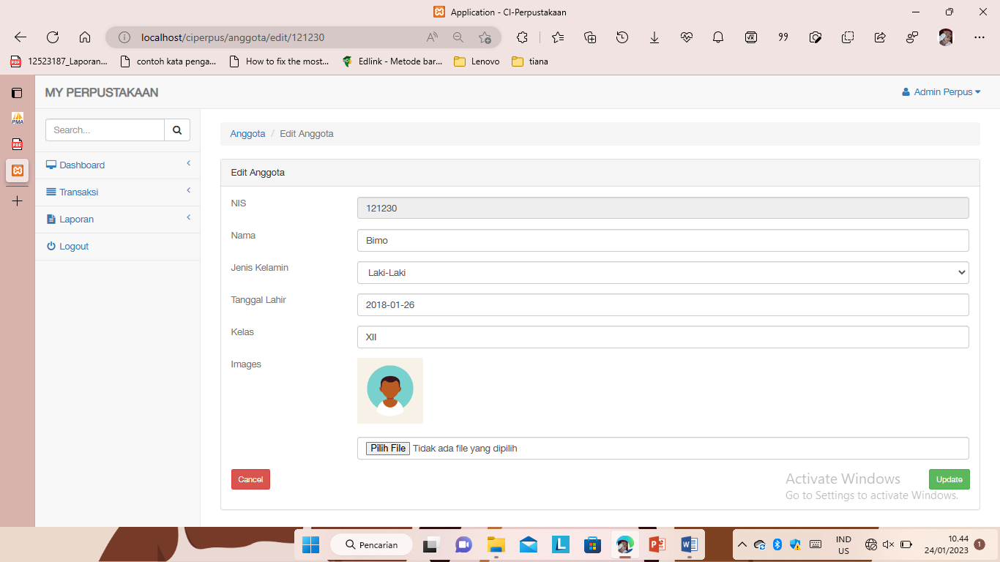 Application - CI-Perpustakaan
localhost/ciperpus/anggota/edit/121230
12523187_Laporan... contoh kata penga... How to fix the most... Edlink - Metode bar... Lenovo tiana
MY PERPUSTAKAAN
Admin Perpus
Search...
Dashboard
Transaksi
Laporan
Logout
Anggota / Edit Anggota
Edit Anggota
NIS 121230
Nama Bimo
Jenis Kelamin Laki-Laki
Tanggal Lahir 2018-01-26
Kelas XII
Images
Pilih File Tidak ada file yang dipilih
Cancel
Update
Activate Windows
Go to Settings to activate Windows.
PMA
Pencarian
IND
US
10.44
24/01/2023
1